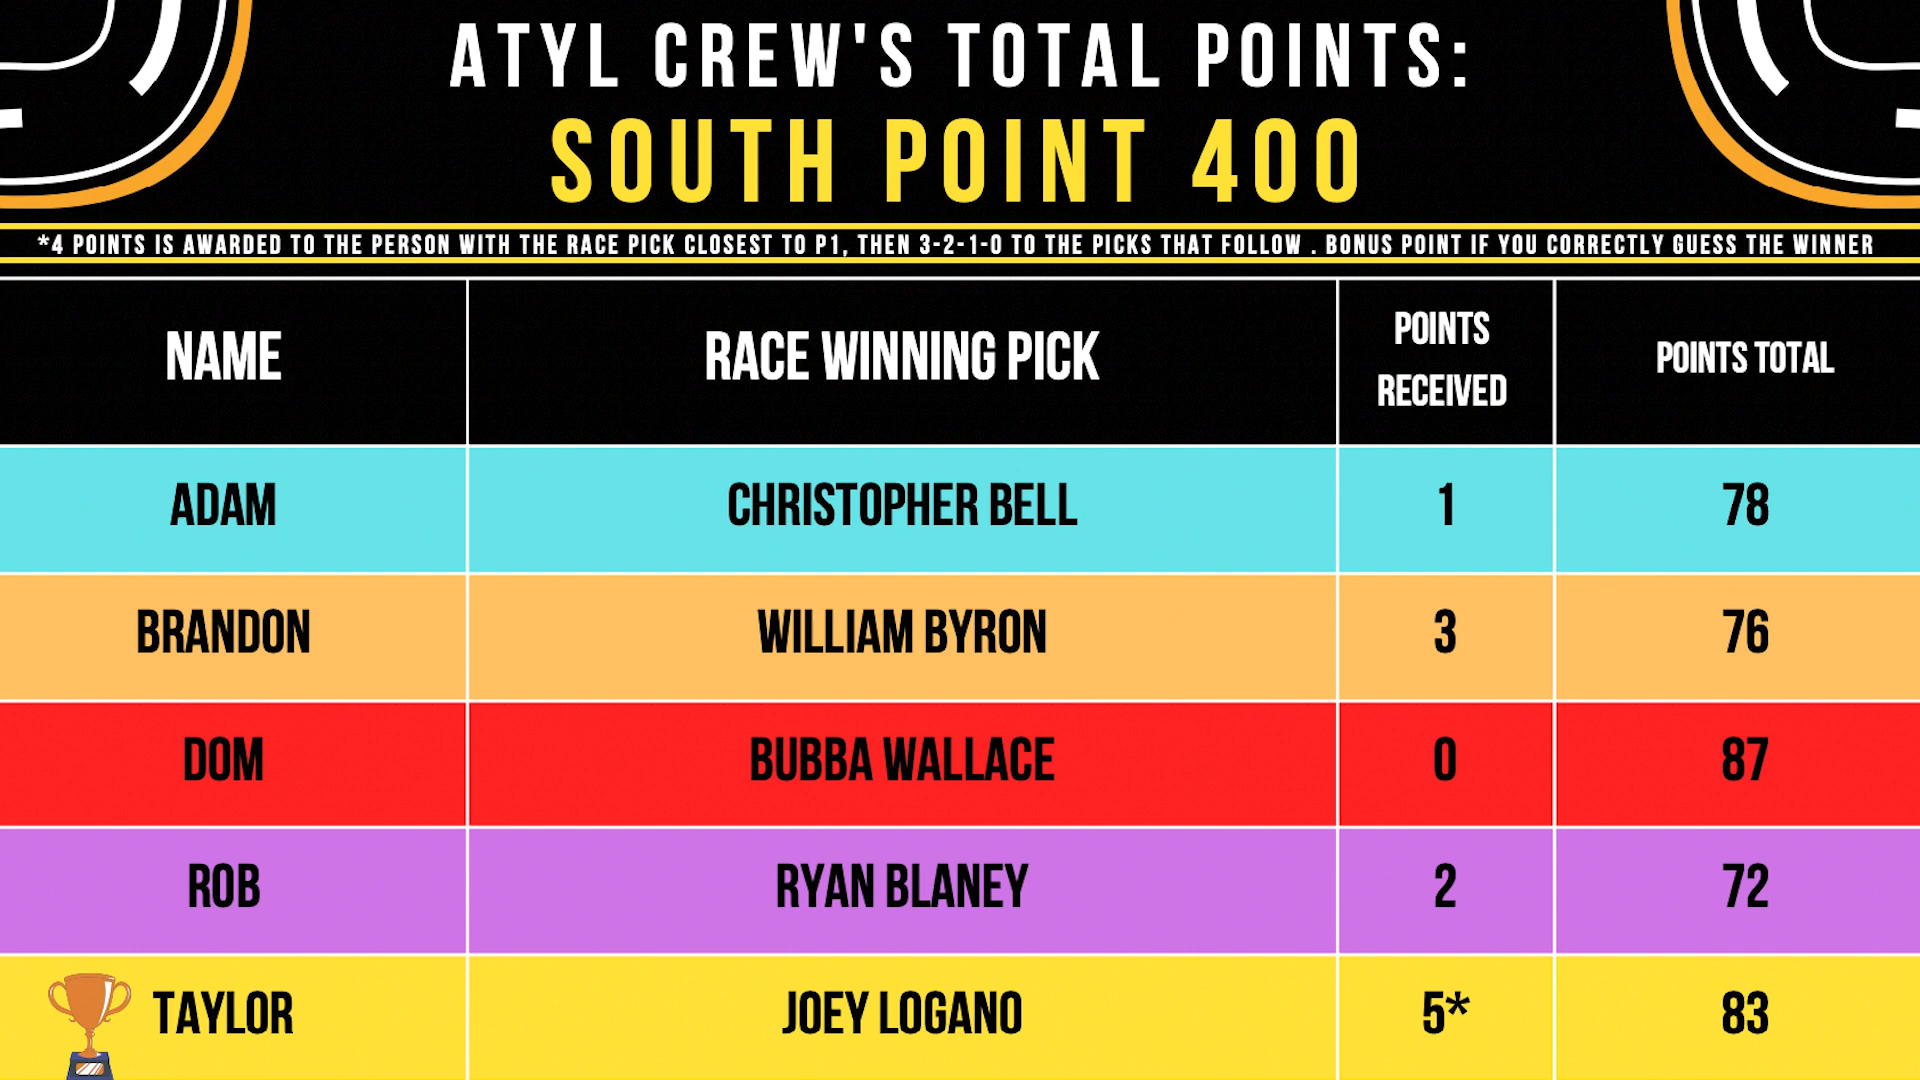 ATYL CREW'S TOTAL POINTS:
SOUTH POINT 400
*4 POINTS IS AWARDED TO THE PERSON WITH THE RACE PICK CLOSEST TO P1, THEN 3-2-1-0 TO THE PICKS THAT FOLLOW . BONUS POINT IF YOU CORRECTLY GUESS THE WINNER
NAME
RACE WINNING PICK
POINTS
RECEIVED
POINTS TOTAL
ADAM CHRISTOPHER BELL 1 78
BRANDON WILLIAM BYRON 3 76
DOM BUBBA WALLACE 0 87
ROB RYAN BLANEY 2 72
TAYLOR JOEY LOGANO 5* 83